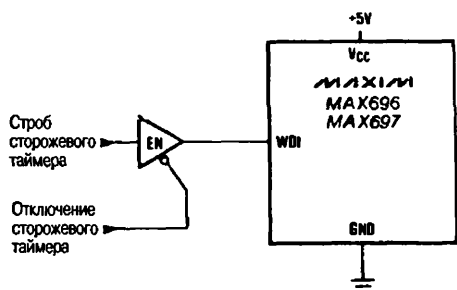 +5V
VCC
MAXIM
MAX696
MAX697
Строб
сторожевого
таймера
EN
WDI
Отключение
сторожевого
таймера
GND